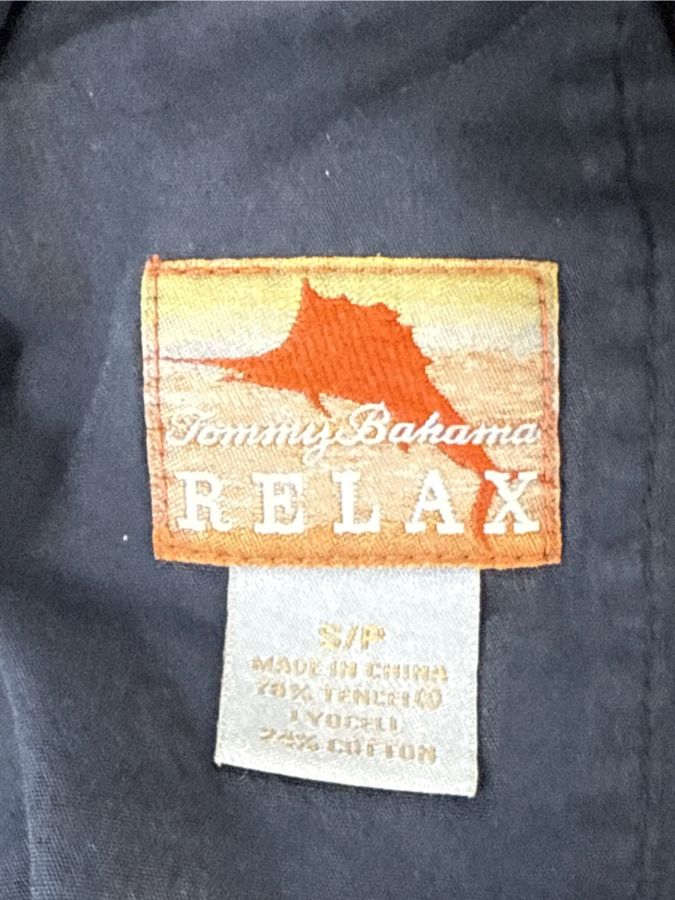 Tommy Bahama
RELAX
S/P
MADE IN CHINA
76% TENCEL®
LYOCELL
24% COTTON